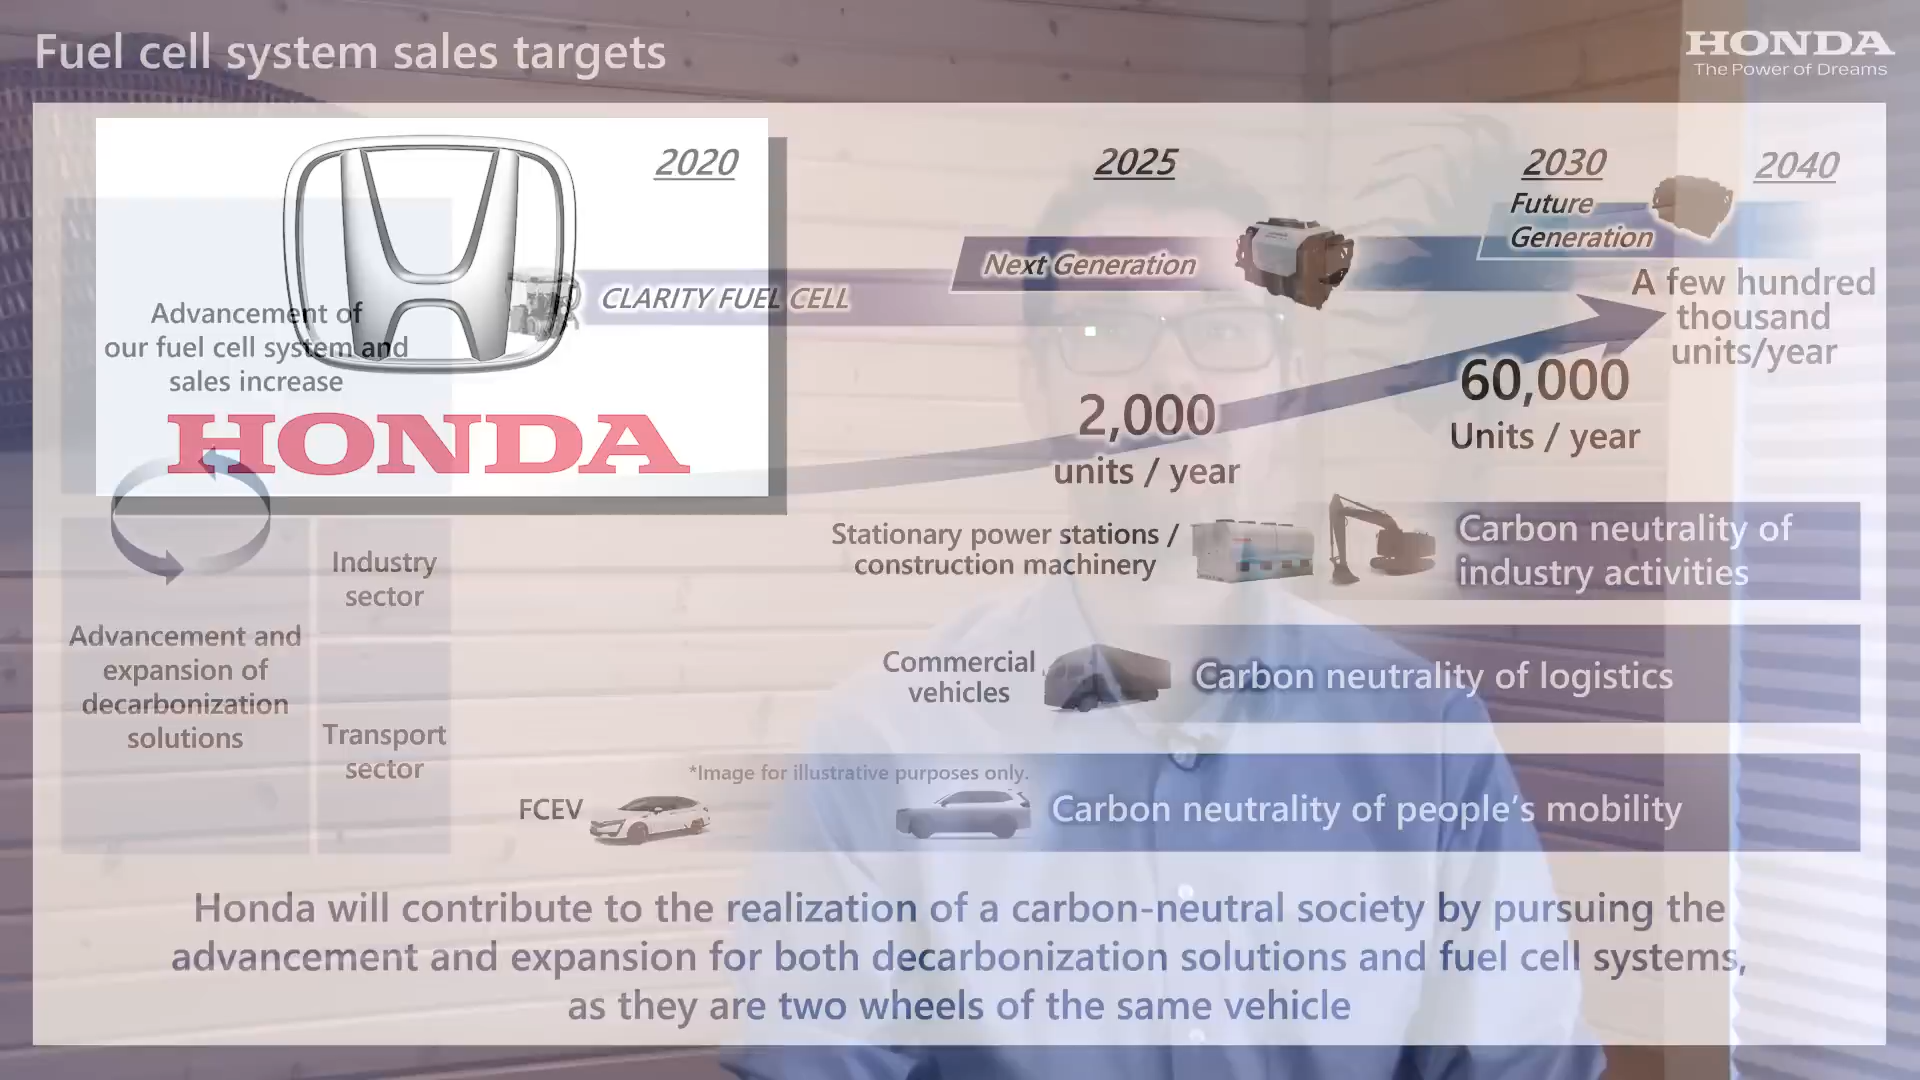 Fuel cell system sales targets
HONDA
The Power of Dreams
2020
2025
2030
2040
Future
Generation
Next Generation
CLARITY FUEL CELL
A few hundred
thousand
units/year
Advancement of
our fuel cell system and
sales increase
HONDA
2,000
units / year
60,000
Units / year
Stationary power stations /
construction machinery
Carbon neutrality of
industry activities
Industry
sector
Advancement and
expansion of
decarbonization
solutions
Commercial
vehicles
Carbon neutrality of logistics
Transport
sector
*Image for illustrative purposes only.
FCEV
Carbon neutrality of people's mobility
Honda will contribute to the realization of a carbon-neutral society by pursuing the
advancement and expansion for both decarbonization solutions and fuel cell systems,
as they are two wheels of the same vehicle